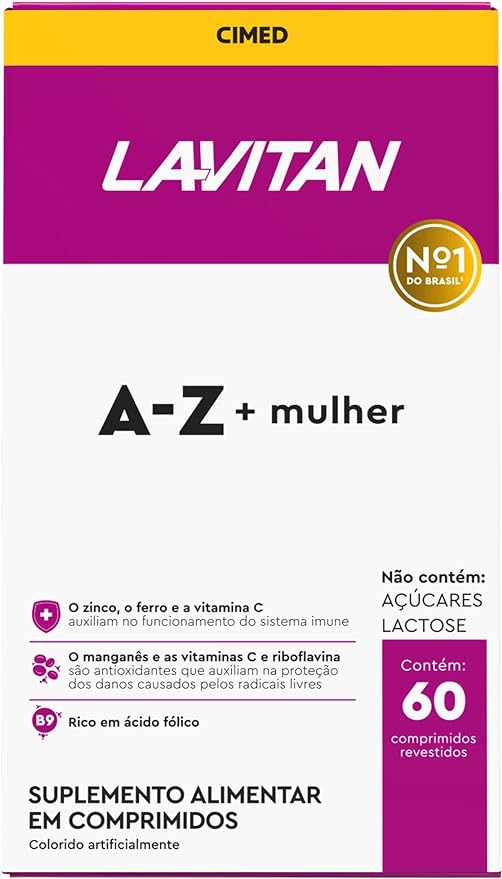 CIMED
LAVITAN
Nº1
DO BRASIL¹
A-Z + mulher
O zinco, o ferro e a vitamina C
auxiliam no funcionamento do sistema imune
O manganês e as vitaminas C e riboflavina
são antioxidantes que auxiliam na proteção
dos danos causados pelos radicais livres
B9
Rico em ácido fólico
Não contém:
AÇÚCARES
LACTOSE
Contém:
60
comprimidos
revestidos
SUPLEMENTO ALIMENTAR
EM COMPRIMIDOS
Colorido artificialmente